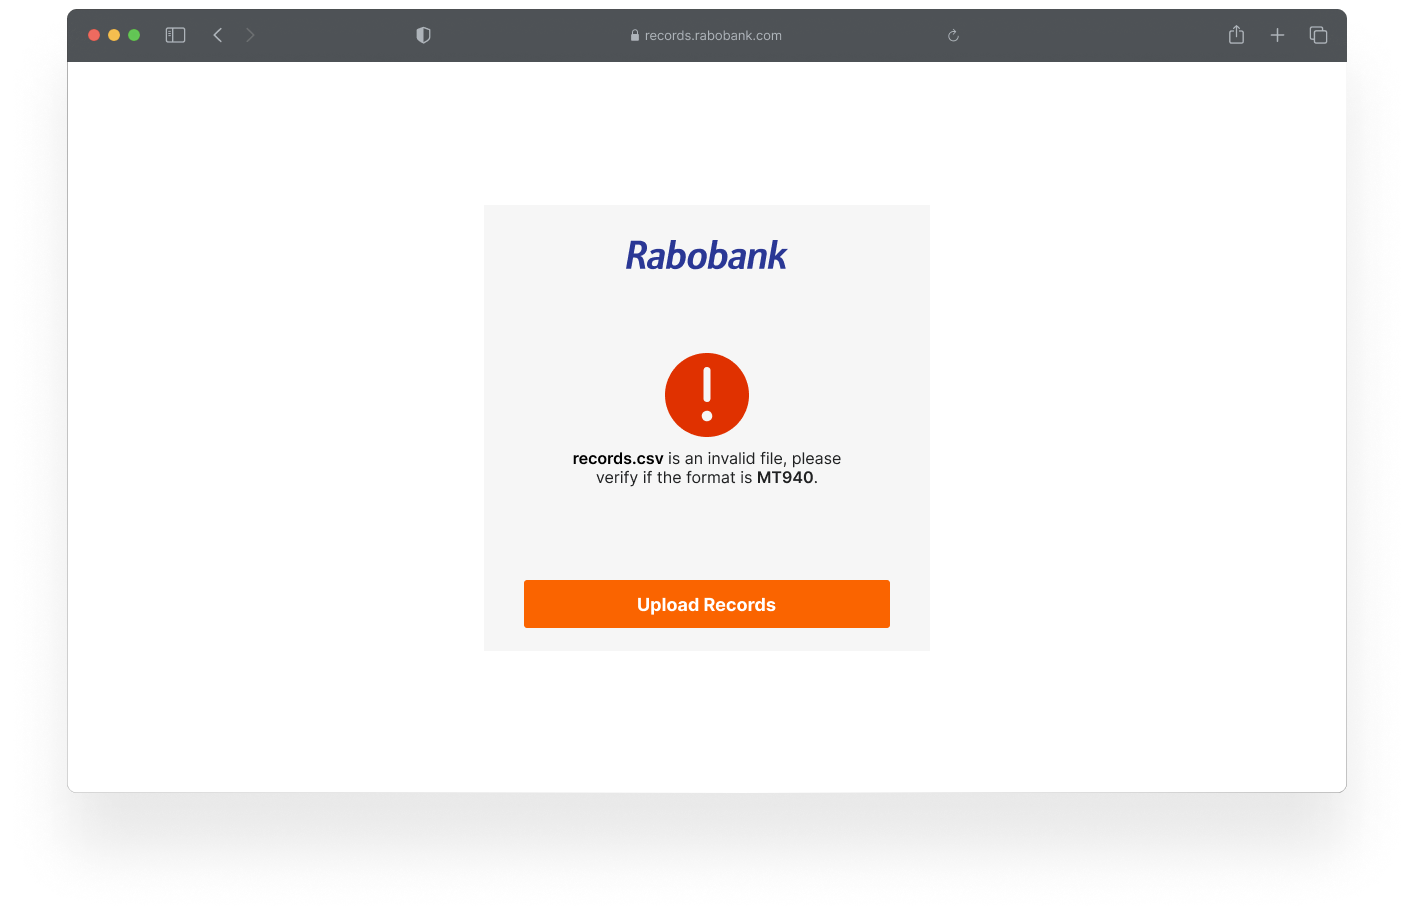 records.rabobank.com
Rabobank
records.csv is an invalid file, please
verify if the format is MT940.
Upload Records